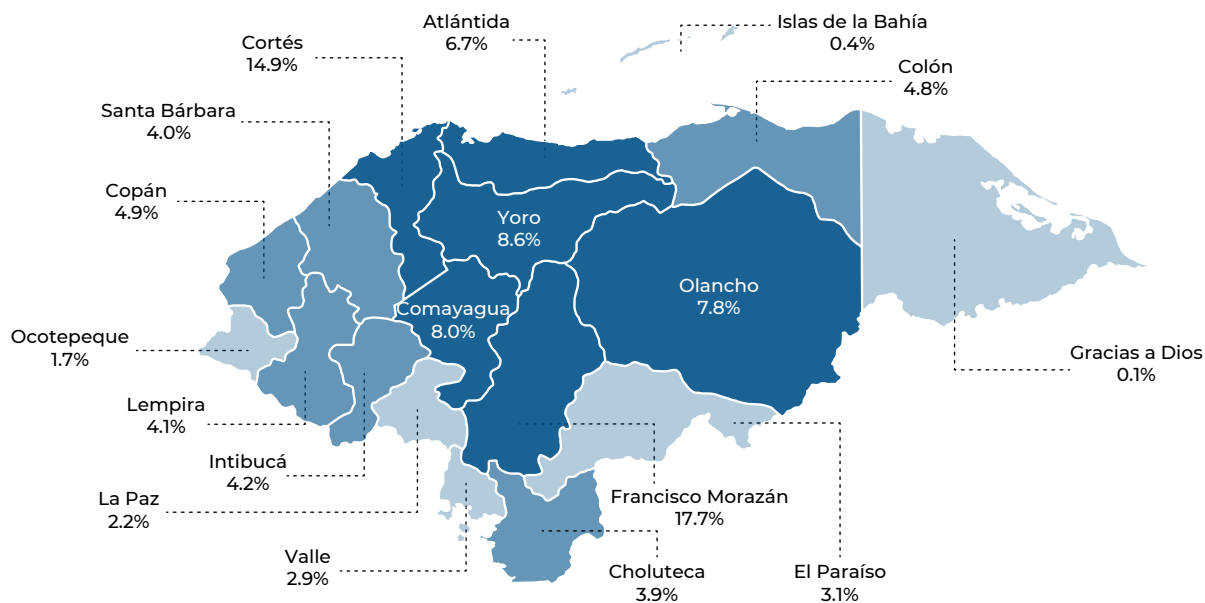 Atlántida
6.7%
Islas de la Bahía
0.4%
Cortés
14.9%
Colón
4.8%
Santa Bárbara
4.0%
Copán
4.9%
Yoro
8.6%
Olancho
7.8%
Comayagua
8.0%
Ocotepeque
1.7%
Gracias a Dios
0.1%
Lempira
4.1%
Intibucá
4.2%
La Paz
2.2%
Francisco Morazán
17.7%
Valle
2.9%
Choluteca
3.9%
El Paraíso
3.1%